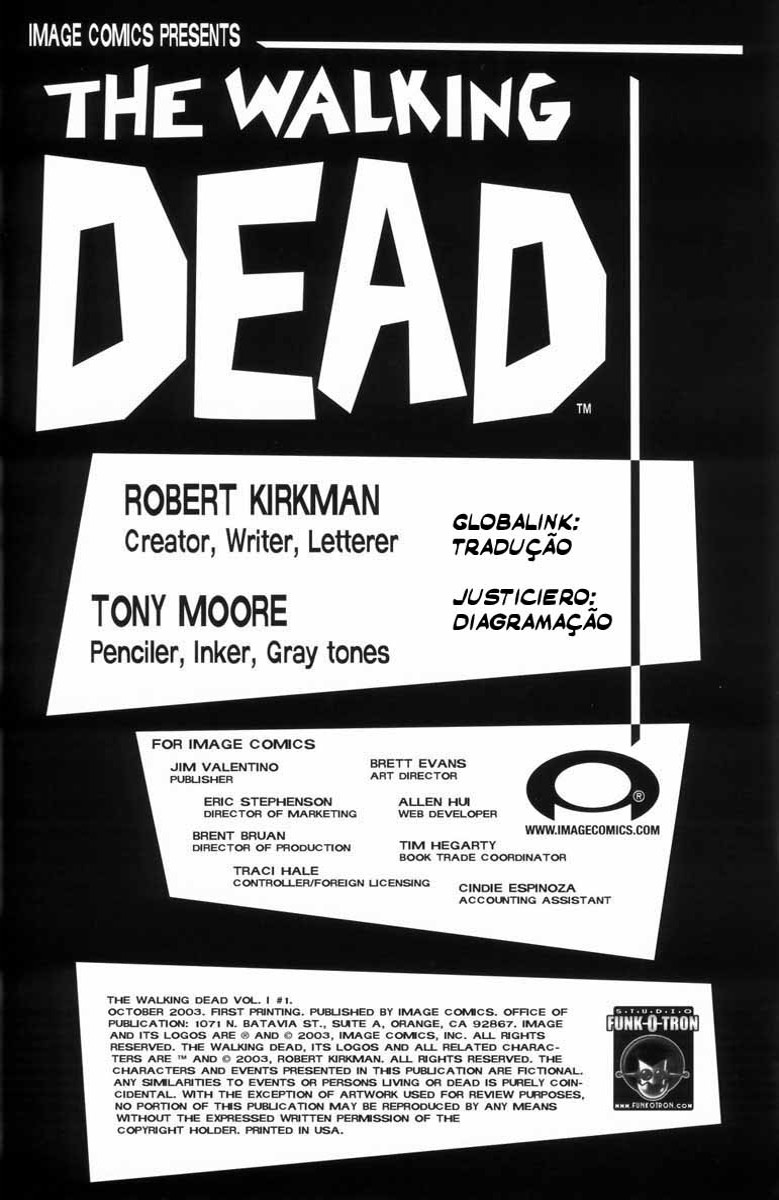 IMAGE COMICS PRESENTS
THE WALKING
DEAD
TM
ROBERT KIRKMAN
Creator, Writer, Letterer
TONY MOORE
Penciler, Inker, Gray tones
GLOBALINK:
TRADUÇÃO
JUSTICIERO:
DIAGRAMAÇÃO
FOR IMAGE COMICS
JIM VALENTINO
PUBLISHER
BRETT EVANS
ART DIRECTOR
ERIC STEPHENSON
DIRECTOR OF MARKETING
ALLEN HUI
WEB DEVELOPER
BRENT BRUAN
DIRECTOR OF PRODUCTION
TIM HEGARTY
BOOK TRADE COORDINATOR
TRACI HALE
CONTROLLER/FOREIGN LICENSING
CINDIE ESPINOZA
ACCOUNTING ASSISTANT
®
WWW.IMAGECOMICS.COM
THE WALKING DEAD VOL. I #1.
OCTOBER 2003. FIRST PRINTING. PUBLISHED BY IMAGE COMICS. OFFICE OF
PUBLICATION: 1071 N. BATAVIA ST., SUITE A, ORANGE, CA 92867. IMAGE
AND ITS LOGOS ARE ® AND © 2003, IMAGE COMICS, INC. ALL RIGHTS
RESERVED. THE WALKING DEAD, ITS LOGOS AND ALL RELATED CHARAC-
TERS ARE ™ AND © 2003, ROBERT KIRKMAN. ALL RIGHTS RESERVED. THE
CHARACTERS AND EVENTS PRESENTED IN THIS PUBLICATION ARE FICTIONAL.
ANY SIMILARITIES TO EVENTS OR PERSONS LIVING OR DEAD IS PURELY COIN-
CIDENTAL. WITH THE EXCEPTION OF ARTWORK USED FOR REVIEW PURPOSES,
NO PORTION OF THIS PUBLICATION MAY BE REPRODUCED BY ANY MEANS
WITHOUT THE EXPRESSED WRITTEN PERMISSION OF THE
COPYRIGHT HOLDER. PRINTED IN USA.
STUDIO
FUNK-O-TRON
WWW.FUNKOTRON.COM